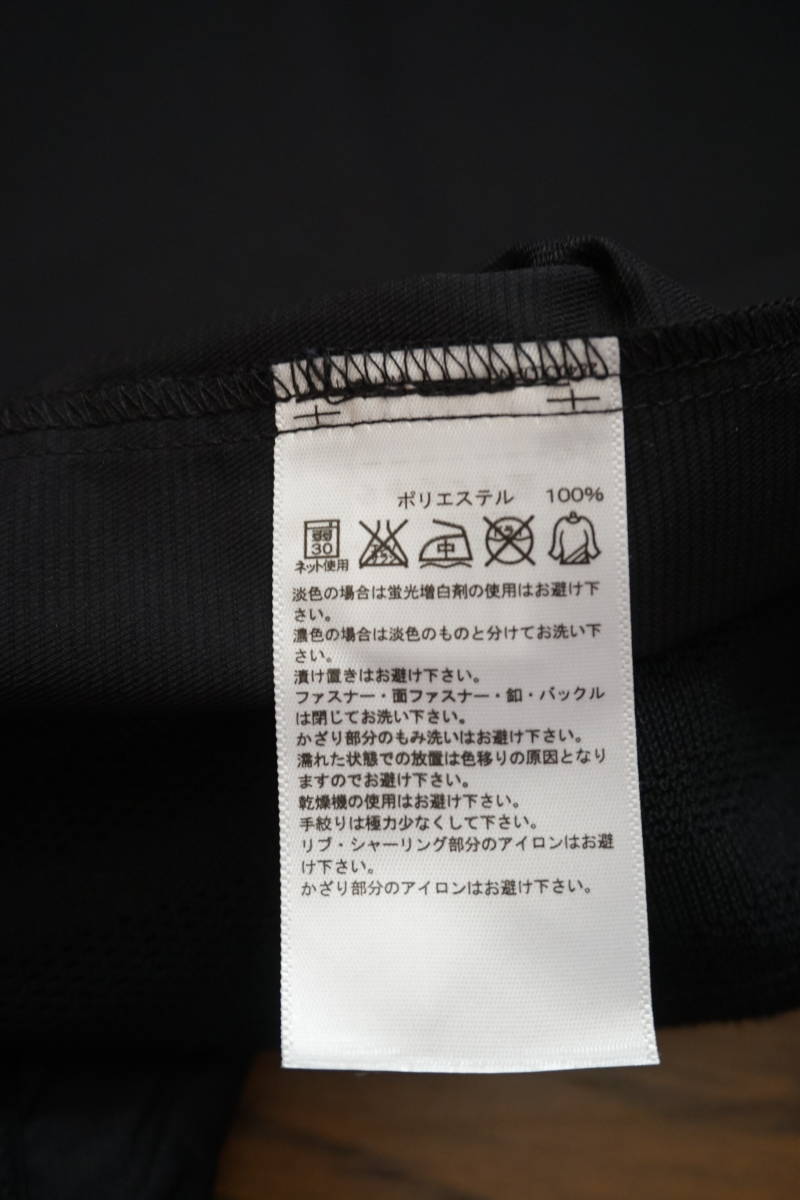 ポリエステル 100%
弱
30
中
ネット使用
淡色の場合は蛍光増白剤の使用はお避け下
さい。
濃色の場合は淡色のものと分けてお洗い下
さい。
漬け置きはお避け下さい。
ファスナー・面ファスナー・釦・バックル
は閉じてお洗い下さい。
かざり部分のもみ洗いはお避け下さい。
濡れた状態での放置は色移りの原因となり
ますのでお避け下さい。
乾燥機の使用はお避け下さい。
手絞りは極力少なくして下さい。
リブ・シャーリング部分のアイロンはお避
け下さい。
かざり部分のアイロンはお避け下さい。